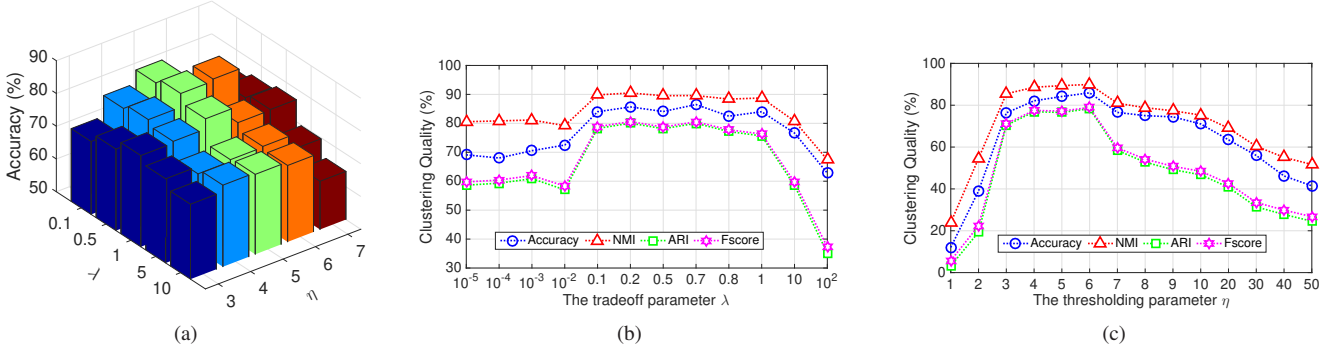 90
80
70
60
50
Accuracy (%)
0.1
0.5
1
5
10
λ
3
4
5
6
7
η
(a)
100
90
80
70
60
50
40
30
Clustering Quality (%)
Accuracy NMI ARI Fscore
10^-5 10^-4 10^-3 10^-2 0.1 0.2 0.5 0.7 0.8 1 10 10^2
The tradeoff parameter λ
(b)
100
80
60
40
20
0
Clustering Quality (%)
Accuracy NMI ARI Fscore
1 2 3 4 5 6 7 8 9 10 20 30 40 50
The thresholding parameter η
(c)